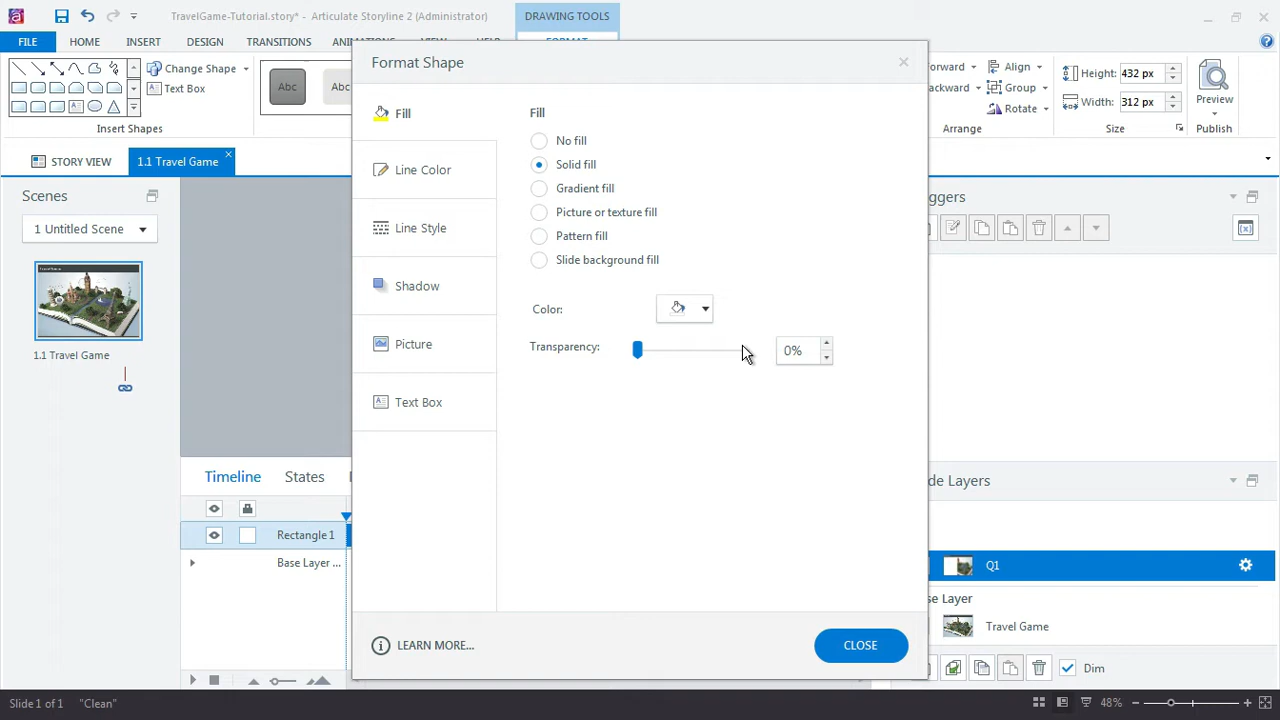 TravelGame-Tutorial.story* - Articulate Storyline 2 (Administrator)
DRAWING TOOLS
FILE
HOME
INSERT
DESIGN
TRANSITIONS
Change Shape
Text Box
Insert Shapes
Abc
Abc
Format Shape
Fill
Line Color
Line Style
Shadow
Picture
Text Box
Fill
No fill
Solid fill
Gradient fill
Picture or texture fill
Pattern fill
Slide background fill
Color:
Transparency:
0%
LEARN MORE...
CLOSE
Align
Group
Rotate
Arrange
Height: 432 px
Width: 312 px
Size
Preview
Publish
STORY VIEW
1.1 Travel Game
Scenes
1 Untitled Scene
1.1 Travel Game
Timeline
States
Rectangle 1
Base Layer ...
Q1
Travel Game
Dim
Slide 1 of 1
"Clean"
48%